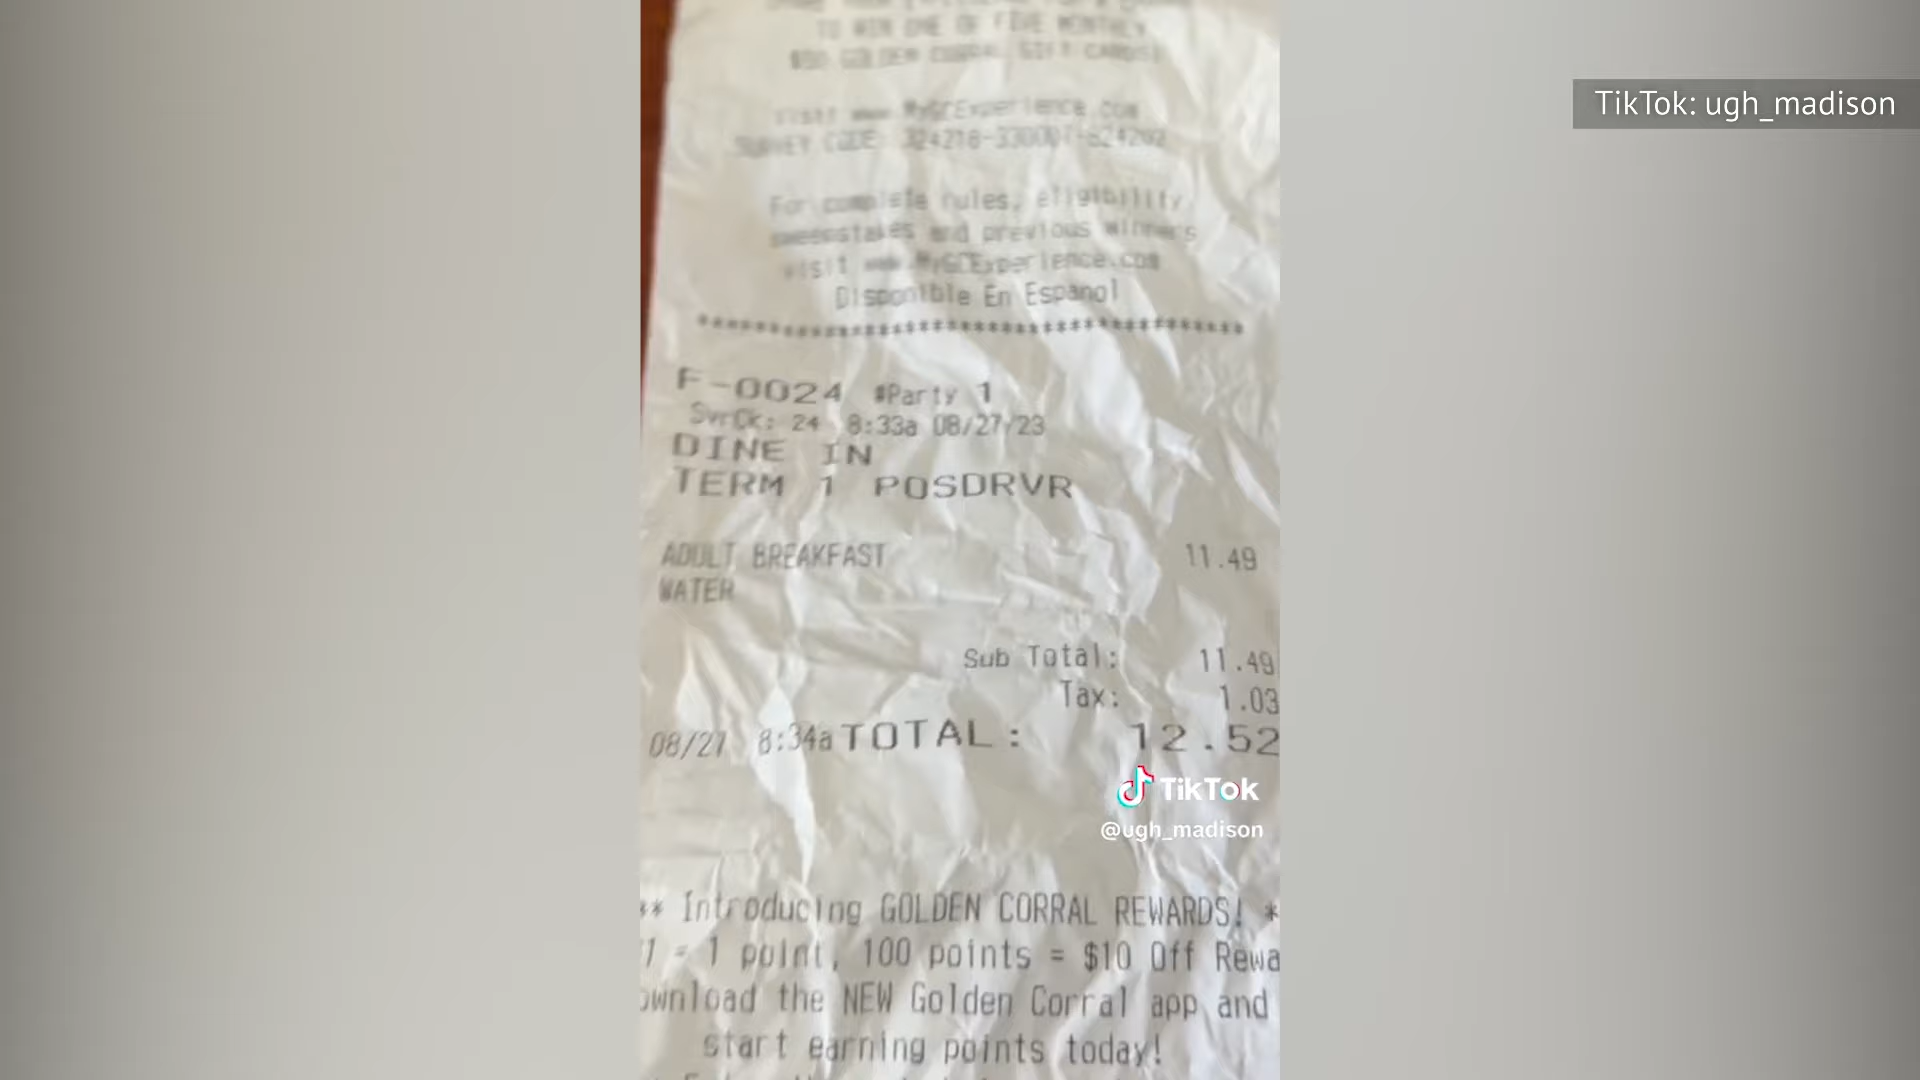 TO WIN ONE OF FIVE MONTHLY
GOLDEN CORRAL GIFT CARDS!
Visit www.MyGCExperience.com
SURVEY CODE:
For complete rules, eligibility,
sweepstakes and previous winners
visit www.MyGCExperience.com
Disponible En Espanol
****************************************
F-0024 #Party 1
SvrCk: 24 8:33a 08/27/23
DINE IN
TERM 1 POSDRVR
ADULT BREAKFAST 11.49
WATER
Sub Total: 11.49
Tax: 1.03
08/27 8:34a TOTAL: 12.52
** Introducing GOLDEN CORRAL REWARDS! *
1 = 1 point, 100 points = $10 Off Rewa
ownload the NEW Golden Corral app and
start earning points today!
TikTok
@ugh_madison
TikTok: ugh_madison